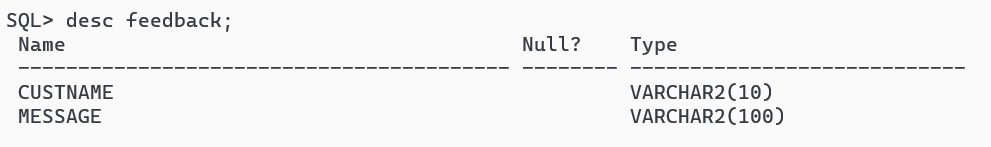 SQL> desc feedback;
Name Null? Type
----------------------------------------- -------- ----------------------------
CUSTNAME VARCHAR2(10)
MESSAGE VARCHAR2(100)